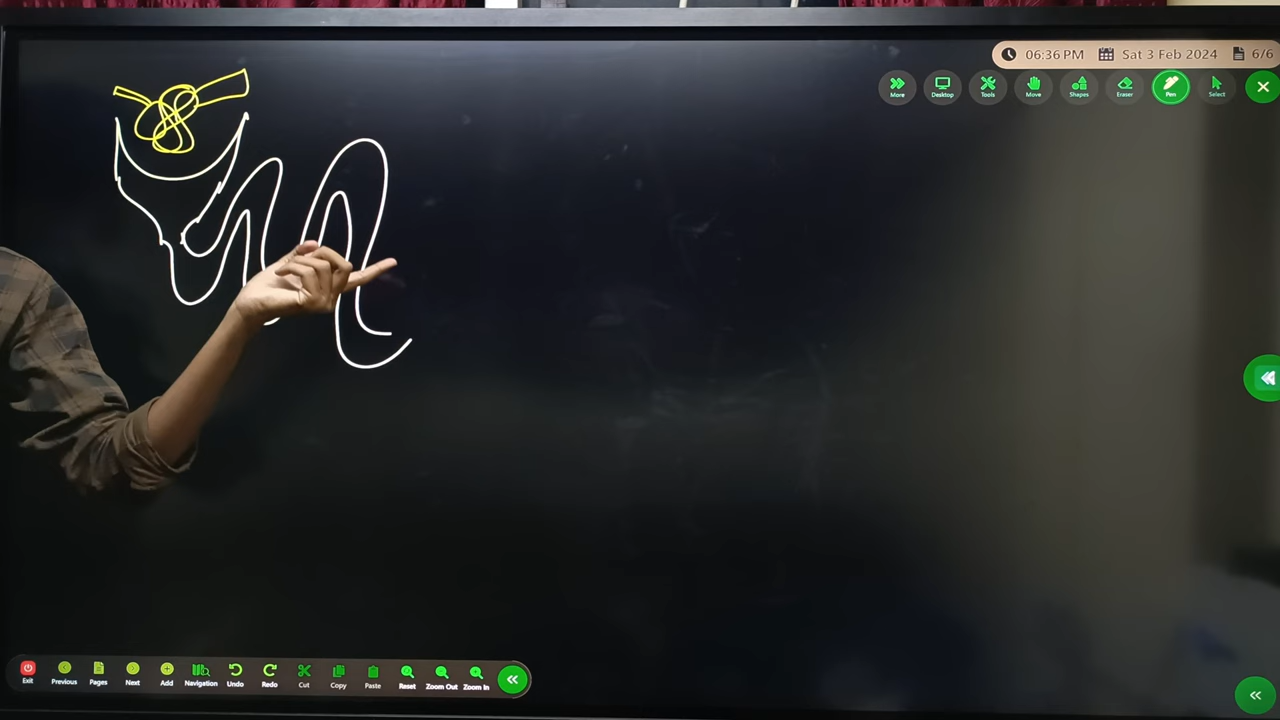 06:36 PM Sat 3 Feb 2024 6/6
More Desktop Tools Move Shapes Eraser Pen Select
Exit Previous Pages Next Add Navigation Undo Redo Cut Copy Paste Reset Zoom Out Zoom In